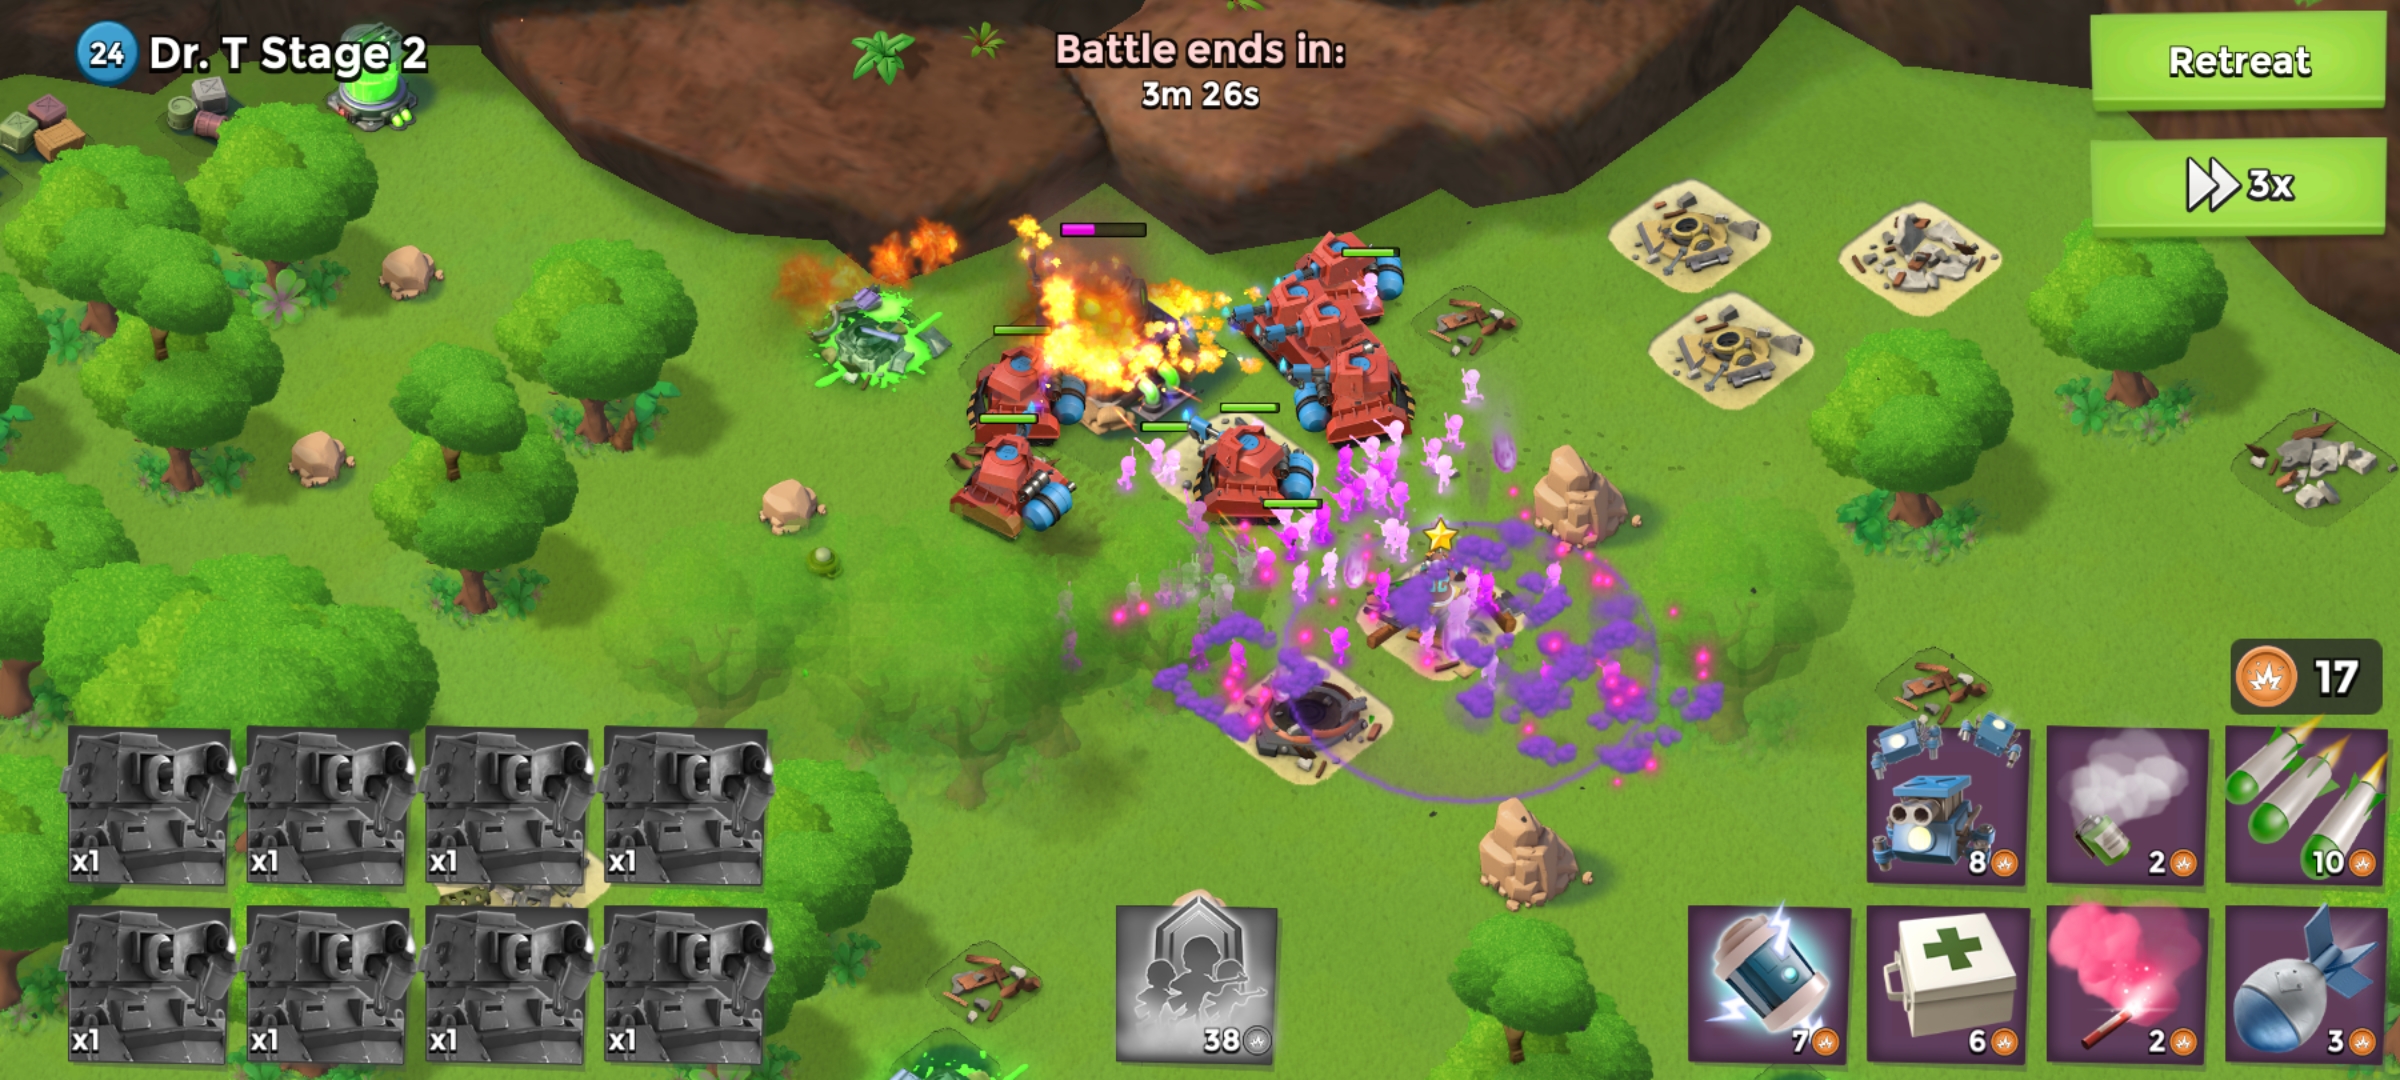 24 Dr. T Stage 2
Battle ends in:
3m 26s
Retreat
3x
17
8
2
10
x1
x1
x1
x1
x1
x1
x1
x1
38
7
6
2
3